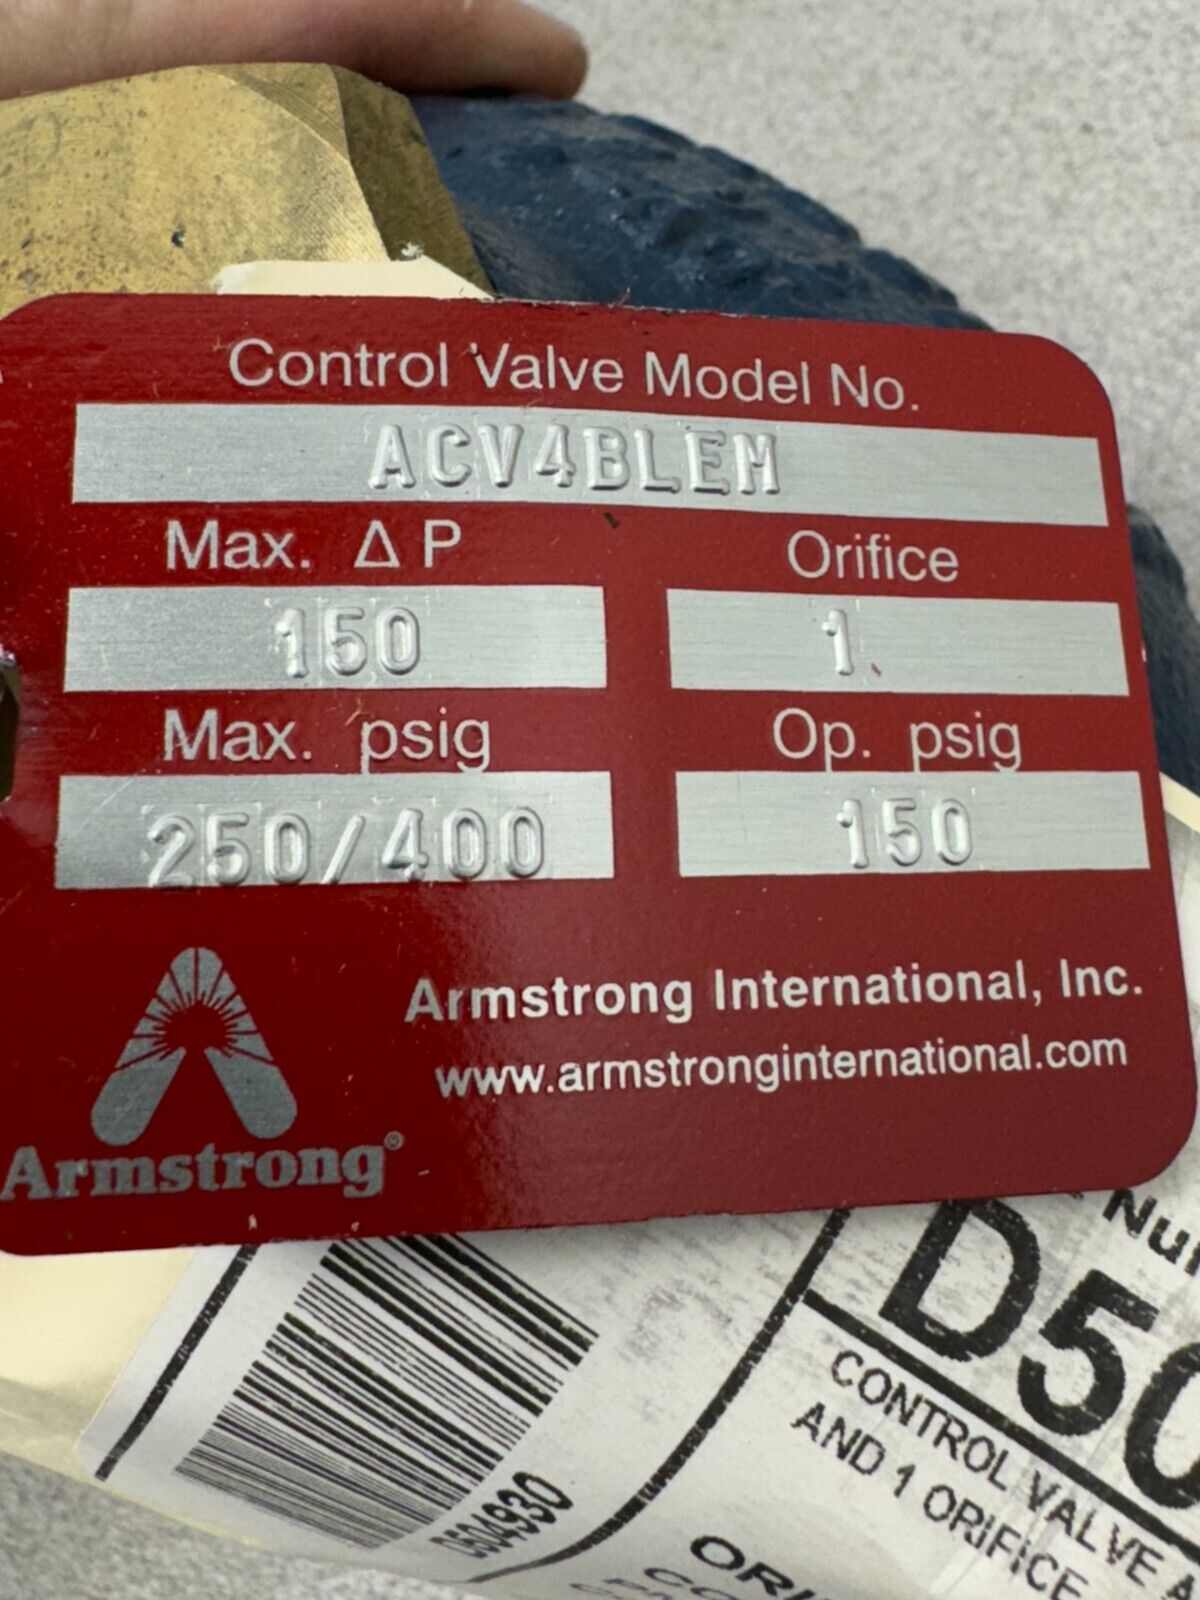 Control Valve Model No.
ACV4BLEM
Max. Δ P
Orifice
150
1
Max. psig
Op. psig
250/400
150
Armstrong International, Inc.
www.armstronginternational.com
Armstrong®
D50
CONTROL VALVE
AND 1 ORIFICE
D504930